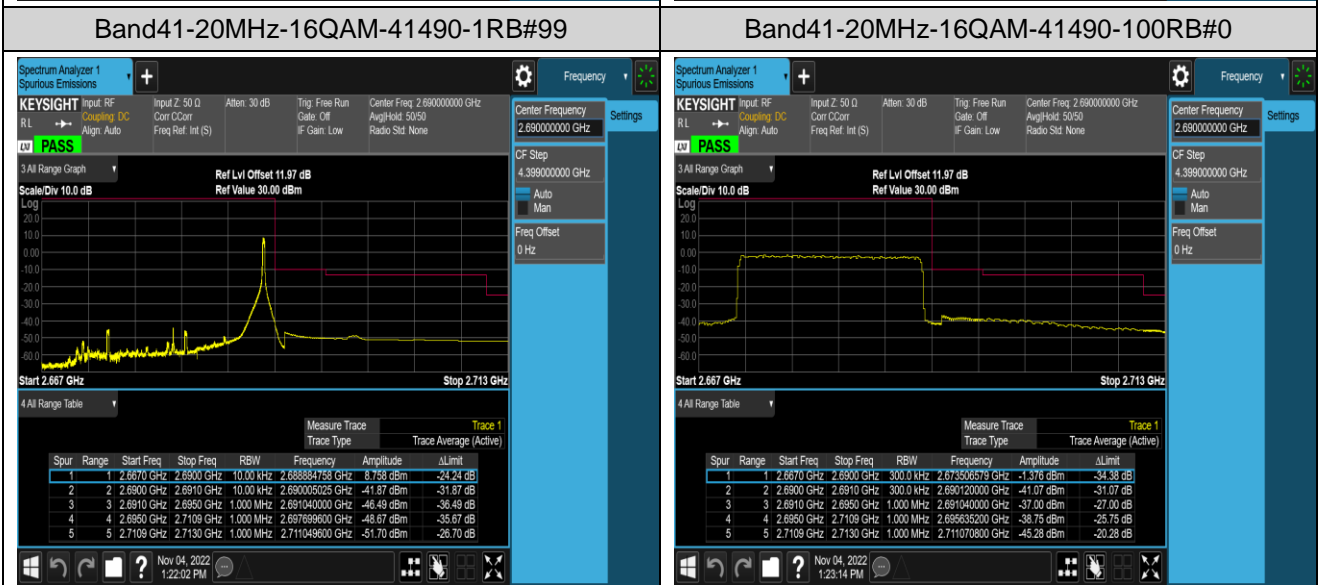 Band41-20MHz-16QAM-41490-1RB#99
Spectrum Analyzer 1
Spurious Emissions
+
Frequency
KEYSIGHT Input: RF Input Z: 50 Ω Atten: 30 dB Trig: Free Run Center Freq: 2.690000000 GHz
RL Coupling: DC Corr CCorr Gate: Off Avg|Hold: 50/50
Align: Auto Freq Ref: Int (S) IF Gain: Low Radio Std: None
LXI PASS
Center Frequency
2.690000000 GHz
Settings
CF Step
4.399000000 GHz
Auto
Man
Freq Offset
0 Hz
3 All Range Graph
Ref Lvl Offset 11.97 dB
Scale/Div 10.0 dB Ref Value 30.00 dBm
Log
20.0
10.0
0.00
-10.0
-20.0
-30.0
-40.0
-50.0
-60.0
Start 2.667 GHz Stop 2.713 GHz
4 All Range Table
Measure Trace Trace 1
Trace Type Trace Average (Active)
Spur Range Start Freq Stop Freq RBW Frequency Amplitude ΔLimit
1 1 2.6670 GHz 2.6900 GHz 10.00 kHz 2.688884758 GHz 8.758 dBm -24.24 dB
2 2 2.6900 GHz 2.6910 GHz 10.00 kHz 2.690005025 GHz -41.87 dBm -31.87 dB
3 3 2.6910 GHz 2.6950 GHz 1.000 MHz 2.691040000 GHz -46.49 dBm -36.49 dB
4 4 2.6950 GHz 2.7109 GHz 1.000 MHz 2.697699600 GHz -48.67 dBm -35.67 dB
5 5 2.7109 GHz 2.7130 GHz 1.000 MHz 2.711049600 GHz -51.70 dBm -26.70 dB
?
Nov 04, 2022
1:22:02 PM
Band41-20MHz-16QAM-41490-100RB#0
Spectrum Analyzer 1
Spurious Emissions
+
Frequency
KEYSIGHT Input: RF Input Z: 50 Ω Atten: 30 dB Trig: Free Run Center Freq: 2.690000000 GHz
RL Coupling: DC Corr CCorr Gate: Off Avg|Hold: 50/50
Align: Auto Freq Ref: Int (S) IF Gain: Low Radio Std: None
LXI PASS
Center Frequency
2.690000000 GHz
Settings
CF Step
4.399000000 GHz
Auto
Man
Freq Offset
0 Hz
3 All Range Graph
Ref Lvl Offset 11.97 dB
Scale/Div 10.0 dB Ref Value 30.00 dBm
Log
20.0
10.0
0.00
-10.0
-20.0
-30.0
-40.0
-50.0
-60.0
Start 2.667 GHz Stop 2.713 GHz
4 All Range Table
Measure Trace Trace 1
Trace Type Trace Average (Active)
Spur Range Start Freq Stop Freq RBW Frequency Amplitude ΔLimit
1 1 2.6670 GHz 2.6900 GHz 300.0 kHz 2.673506579 GHz -1.376 dBm -34.38 dB
2 2 2.6900 GHz 2.6910 GHz 300.0 kHz 2.690120000 GHz -41.07 dBm -31.07 dB
3 3 2.6910 GHz 2.6950 GHz 1.000 MHz 2.691040000 GHz -37.00 dBm -27.00 dB
4 4 2.6950 GHz 2.7109 GHz 1.000 MHz 2.695635200 GHz -38.75 dBm -25.75 dB
5 5 2.7109 GHz 2.7130 GHz 1.000 MHz 2.711070800 GHz -45.28 dBm -20.28 dB
?
Nov 04, 2022
1:23:14 PM